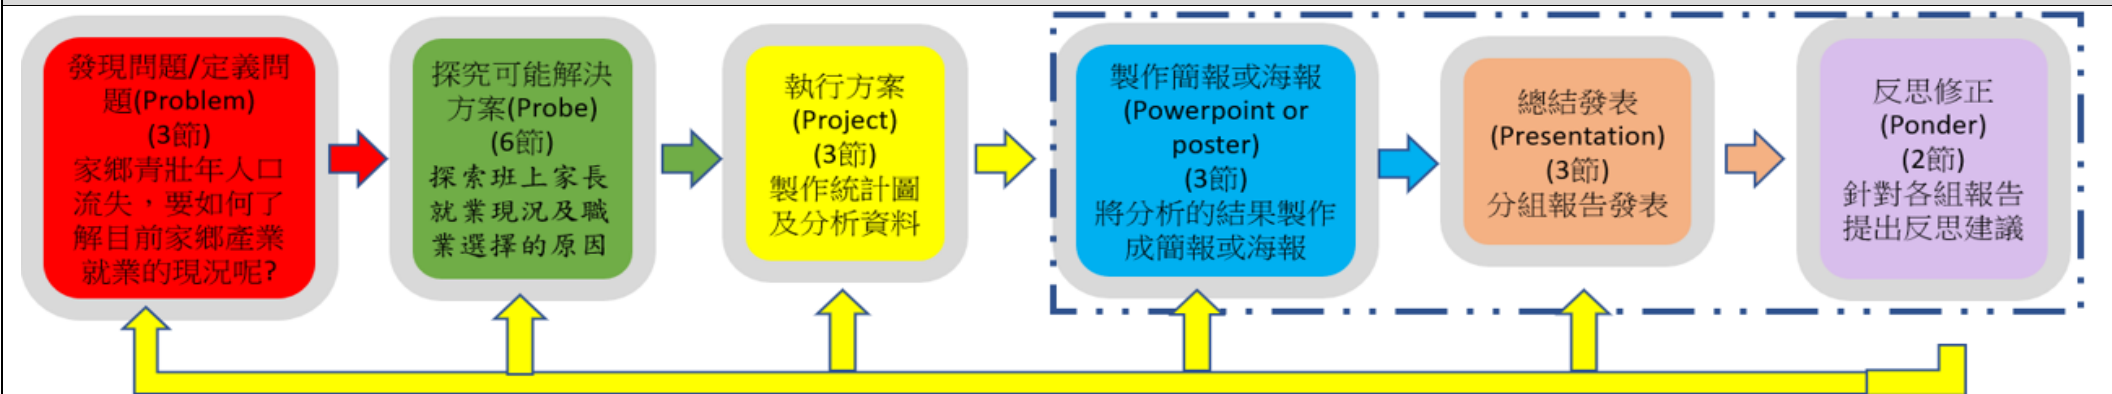 發現問題/定義問
題(Problem)
(3節)
家鄉青壯年人口
流失，要如何了
解目前家鄉產業
就業的現況呢?
探究可能解決
方案(Probe)
(6節)
探索班上家長
就業現況及職
業選擇的原因
執行方案
(Project)
(3節)
製作統計圖
及分析資料
製作簡報或海報
(Powerpoint or
poster)
(3節)
將分析的結果製作
成簡報或海報
總結發表
(Presentation)
(3節)
分組報告發表
反思修正
(Ponder)
(2節)
針對各組報告
提出反思建議